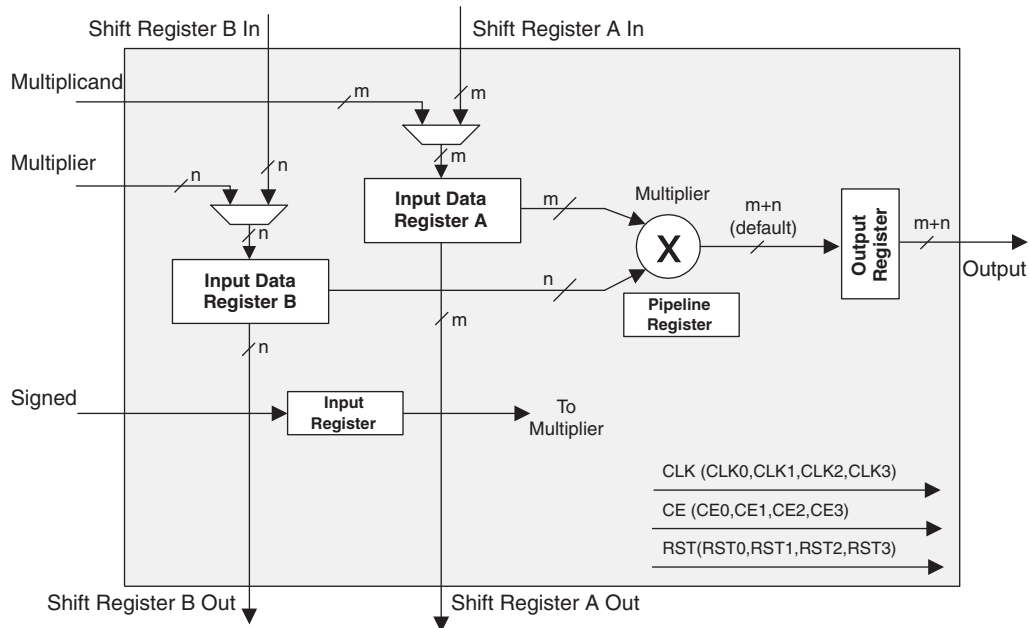 Shift Register B In
Shift Register A In
Multiplicand
m
m
Multiplier
n
n
m
n
Input Data
Register A
m
Multiplier
X
m+n
(default)
Output
Register
m+n
Output
Input Data
Register B
n
m
n
Pipeline
Register
Signed
Input
Register
To
Multiplier
CLK (CLK0,CLK1,CLK2,CLK3)
CE (CE0,CE1,CE2,CE3)
RST(RST0,RST1,RST2,RST3)
Shift Register B Out
Shift Register A Out